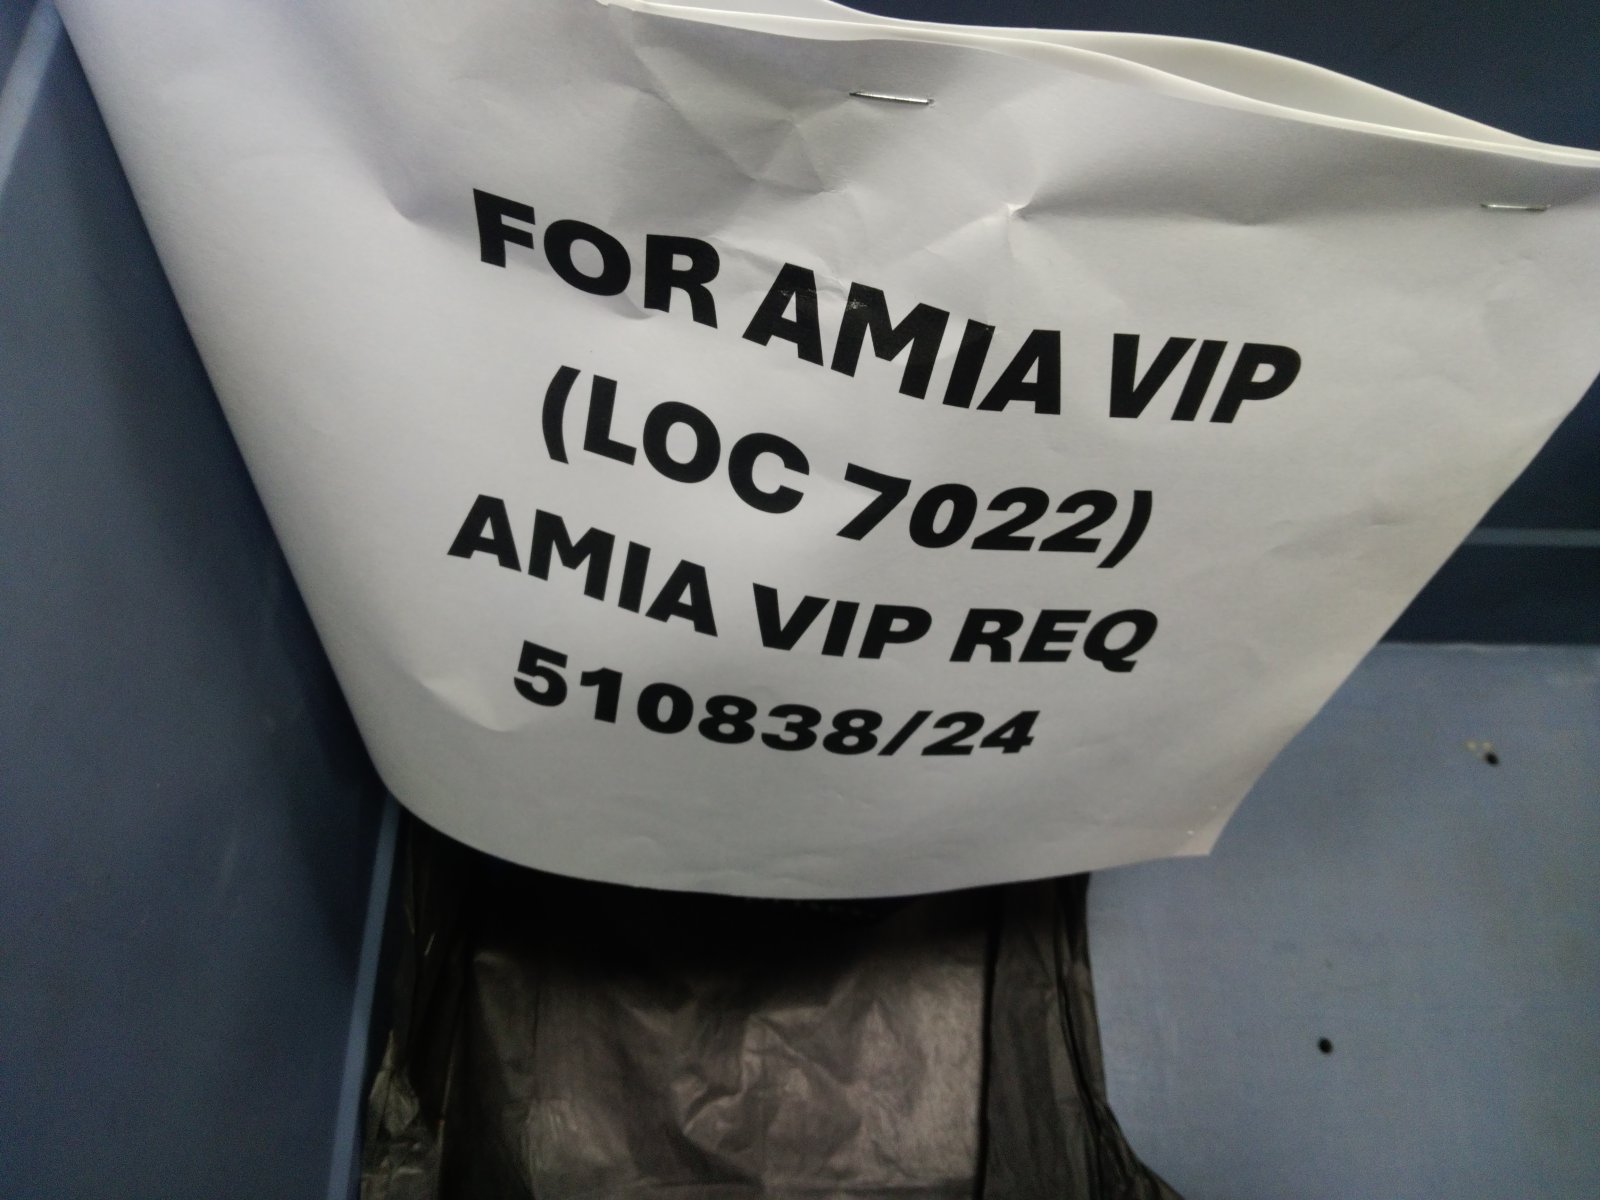 FOR AMIA VIP
(LOC 7022)
AMIA VIP REQ
510838/24